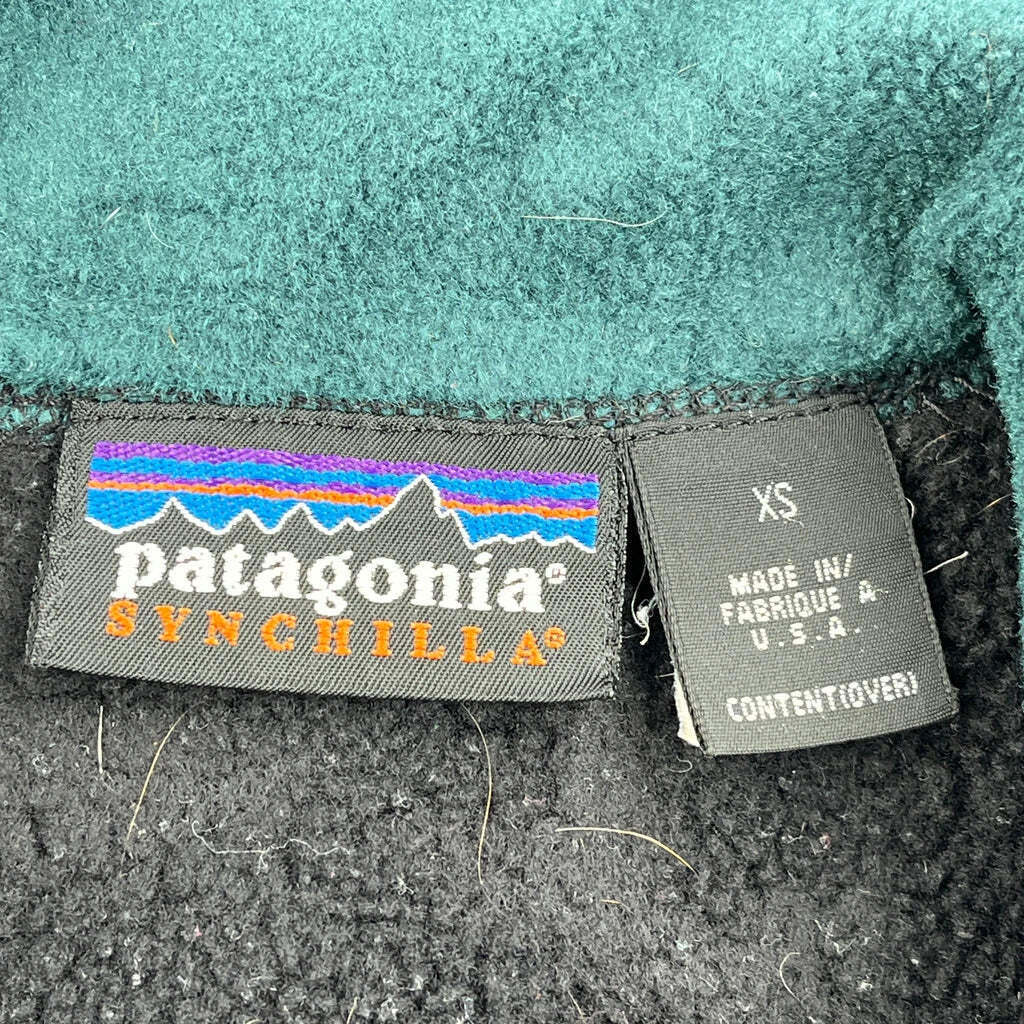 patagonia®
SYNCHILLA®
XS
MADE IN/
FABRIQUE A
U.S.A.
CONTENT(OVER)